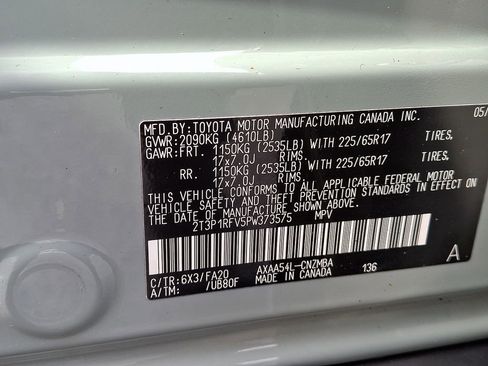 MFD.BY:TOYOTA MOTOR MANUFACTURING CANADA INC. 05/
GVWR:2090KG (4610LB)
GAWR:FRT. 1150KG (2535LB) WITH 225/65R17 TIRES.
17x7.0J RIMS.
RR. 1150KG (2535LB) WITH 225/65R17 TIRES.
17x7.0J RIMS.
THIS VEHICLE CONFORMS TO ALL APPLICABLE FEDERAL MOTOR
VEHICLE SAFETY AND THEFT PREVENTION STANDARDS IN EFFECT ON
THE DATE OF MANUFACTURE SHOWN ABOVE.
2T3P1RFV5PW373575 MPV
C/TR:6X3/FA20 AXAA54L-CNZMBA A
A/TM: /UB80F MADE IN CANADA 136